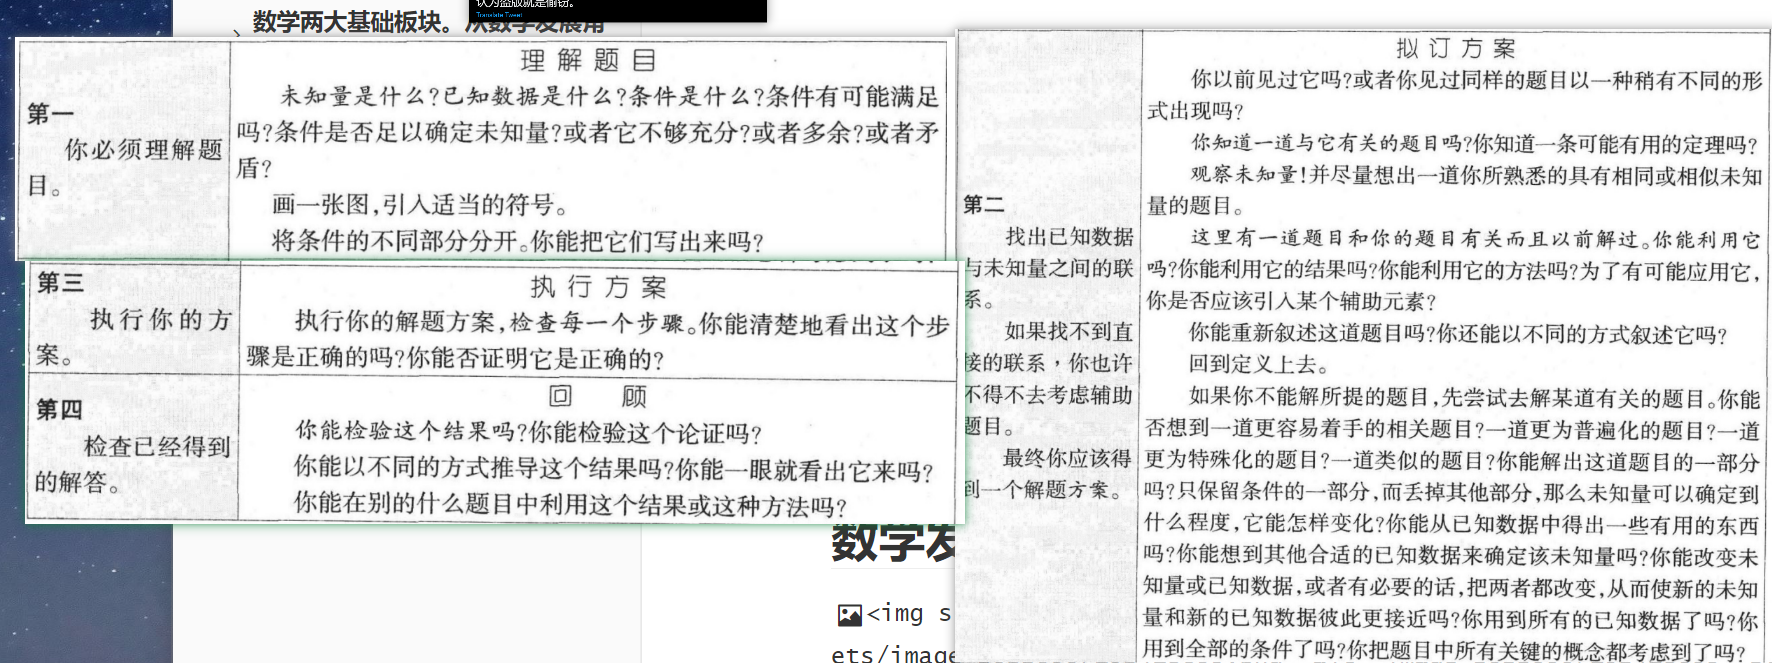 认为盗版就是偷窃。
Translate Tweet
数学两大基础板块。从数学发展角
理解题目
第一
你必须理解题
目。
未知量是什么?已知数据是什么?条件是什么?条件有可能满足
吗?条件是否足以确定未知量?或者它不够充分?或者多余?或者矛
盾?
画一张图,引入适当的符号。
将条件的不同部分分开。你能把它们写出来吗?
第三
执行你的方
案。
执行方案
执行你的解题方案,检查每一个步骤。你能清楚地看出这个步
骤是正确的吗?你能否证明它是正确的?
第四
检查已经得到
的解答。
回顾
你能检验这个结果吗?你能检验这个论证吗?
你能以不同的方式推导这个结果吗?你能一眼就看出它来吗?
你能在别的什么题目中利用这个结果或这种方法吗?
第二
找出已知数据
与未知量之间的联
系。
如果找不到直
接的联系，你也许
不得不去考虑辅助
题目。
最终你应该得
到一个解题方案。
拟订方案
你以前见过它吗?或者你见过同样的题目以一种稍有不同的形
式出现吗?
你知道一道与它有关的题目吗?你知道一条可能有用的定理吗?
观察未知量!并尽量想出一道你所熟悉的具有相同或相似未知
量的题目。
这里有一道题目和你的题目有关而且以前解过。你能利用它
吗?你能利用它的结果吗?你能利用它的方法吗?为了有可能应用它,
你是否应该引入某个辅助元素?
你能重新叙述这道题目吗?你还能以不同的方式叙述它吗?
回到定义上去。
如果你不能解所提的题目,先尝试去解某道有关的题目。你能
否想到一道更容易着手的相关题目?一道更为普遍化的题目?一道
更为特殊化的题目?一道类似的题目?你能解出这道题目的一部分
吗?只保留条件的一部分,而丢掉其他部分,那么未知量可以确定到
什么程度,它能怎样变化?你能从已知数据中得出一些有用的东西
吗?你能想到其他合适的已知数据来确定该未知量吗?你能改变未
知量或已知数据,或者有必要的话,把两者都改变,从而使新的未知
量和新的已知数据彼此更接近吗?你用到所有的已知数据了吗?你
用到全部的条件了吗?你把题目中所有关键的概念都考虑到了吗?
数学发
<img s
ets/image